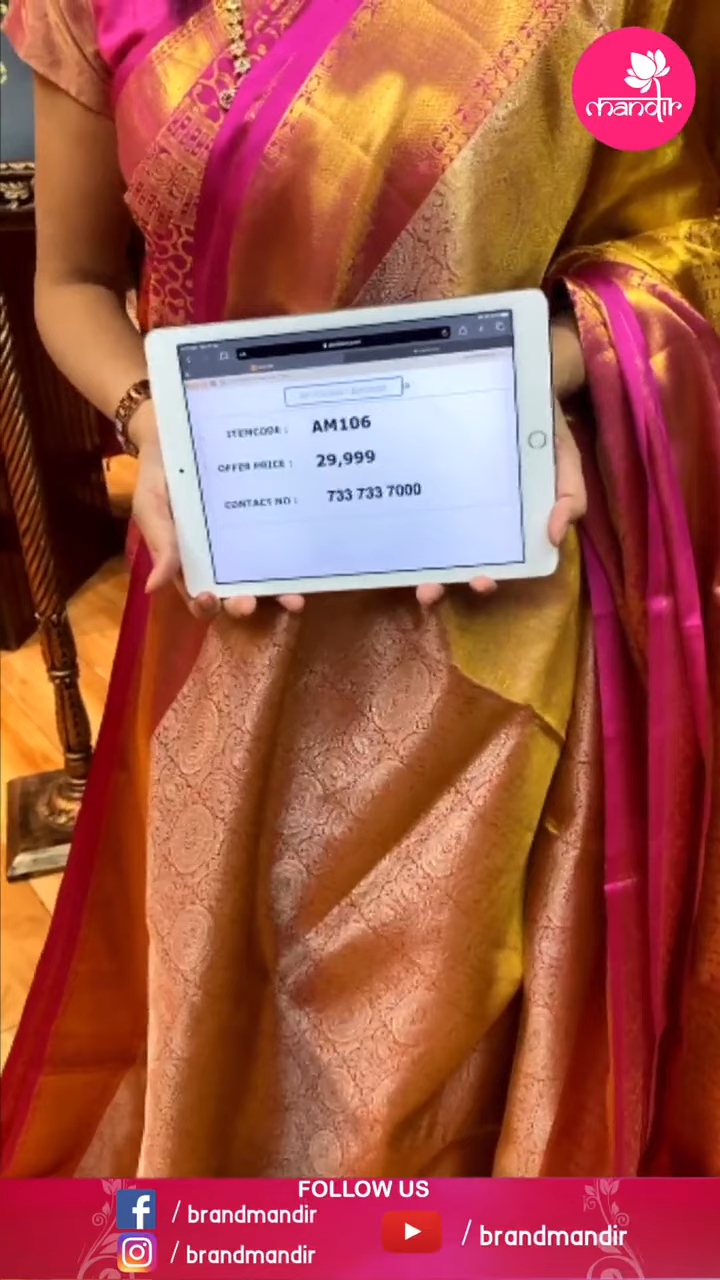 mandir
ITEMCODE : AM106
OFFER PRICE : 29,999
CONTACT NO : 733 733 7000
FOLLOW US
/ brandmandir
/ brandmandir
/ brandmandir